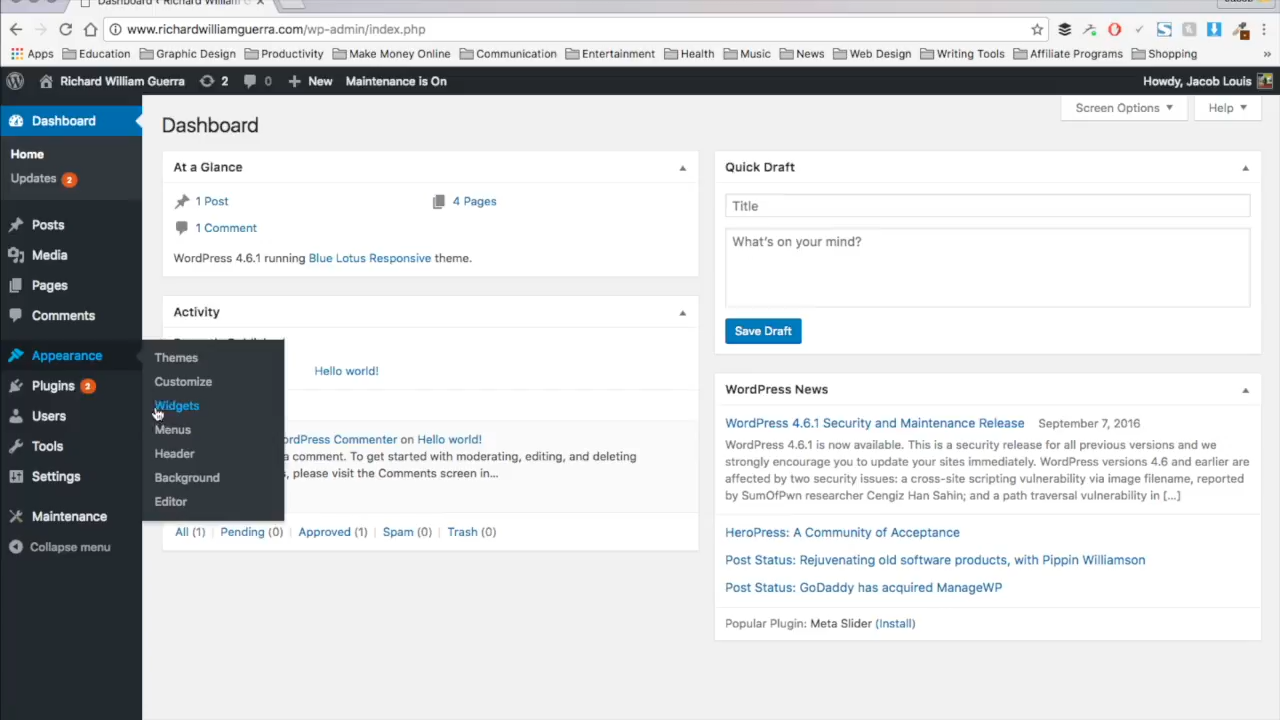 Dashboard ‹ Richard William G
www.richardwilliamguerra.com/wp-admin/index.php
Apps Education Graphic Design Productivity Make Money Online Communication Entertainment Health Music News Web Design Writing Tools Affiliate Programs Shopping »
Richard William Guerra 2 0 New Maintenance is On Howdy, Jacob Louis
Dashboard
Home
Updates 2
Posts
Media
Pages
Comments
Appearance
Plugins 2
Users
Tools
Settings
Maintenance
Collapse menu
Themes
Customize
Widgets
Menus
Header
Background
Editor
Dashboard
Screen Options
Help
At a Glance
1 Post
4 Pages
1 Comment
WordPress 4.6.1 running Blue Lotus Responsive theme.
Activity
Hello world!
ordPress Commenter on Hello world!
a comment. To get started with moderating, editing, and deleting
, please visit the Comments screen in…
All (1) Pending (0) Approved (1) Spam (0) Trash (0)
Quick Draft
Title
What's on your mind?
Save Draft
WordPress News
WordPress 4.6.1 Security and Maintenance Release September 7, 2016
WordPress 4.6.1 is now available. This is a security release for all previous versions and we
strongly encourage you to update your sites immediately. WordPress versions 4.6 and earlier are
affected by two security issues: a cross-site scripting vulnerability via image filename, reported
by SumOfPwn researcher Cengiz Han Sahin; and a path traversal vulnerability in […]
HeroPress: A Community of Acceptance
Post Status: Rejuvenating old software products, with Pippin Williamson
Post Status: GoDaddy has acquired ManageWP
Popular Plugin: Meta Slider (Install)